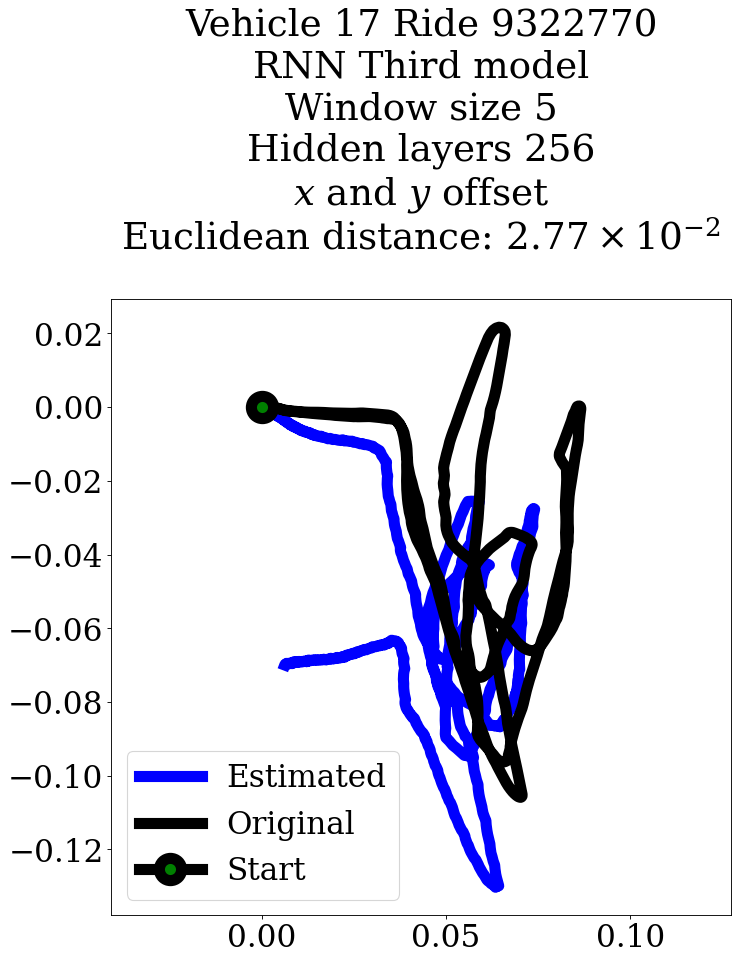 Vehicle 17 Ride 9322770
RNN Third model
Window size 5
Hidden layers 256
x and y offset
Euclidean distance: 2.77 × 10⁻²
0.02
0.00
−0.02
−0.04
−0.06
−0.08
−0.10
−0.12
Estimated
Original
Start
0.00 0.05 0.10